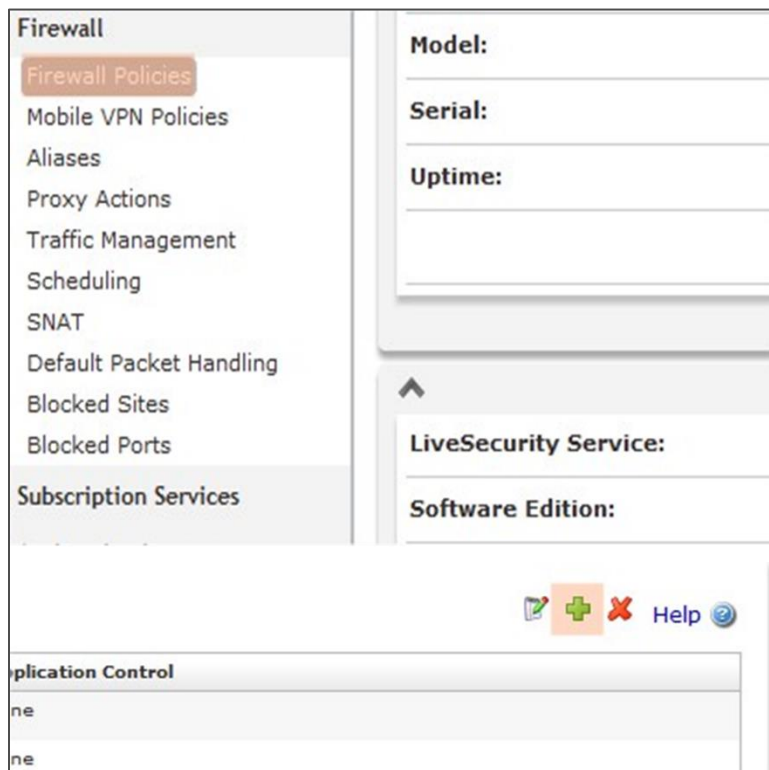 Firewall
Firewall Policies
Mobile VPN Policies
Aliases
Proxy Actions
Traffic Management
Scheduling
SNAT
Default Packet Handling
Blocked Sites
Blocked Ports
Subscription Services
Model:
Serial:
Uptime:
LiveSecurity Service:
Software Edition:
Help
plication Control
ne
ne